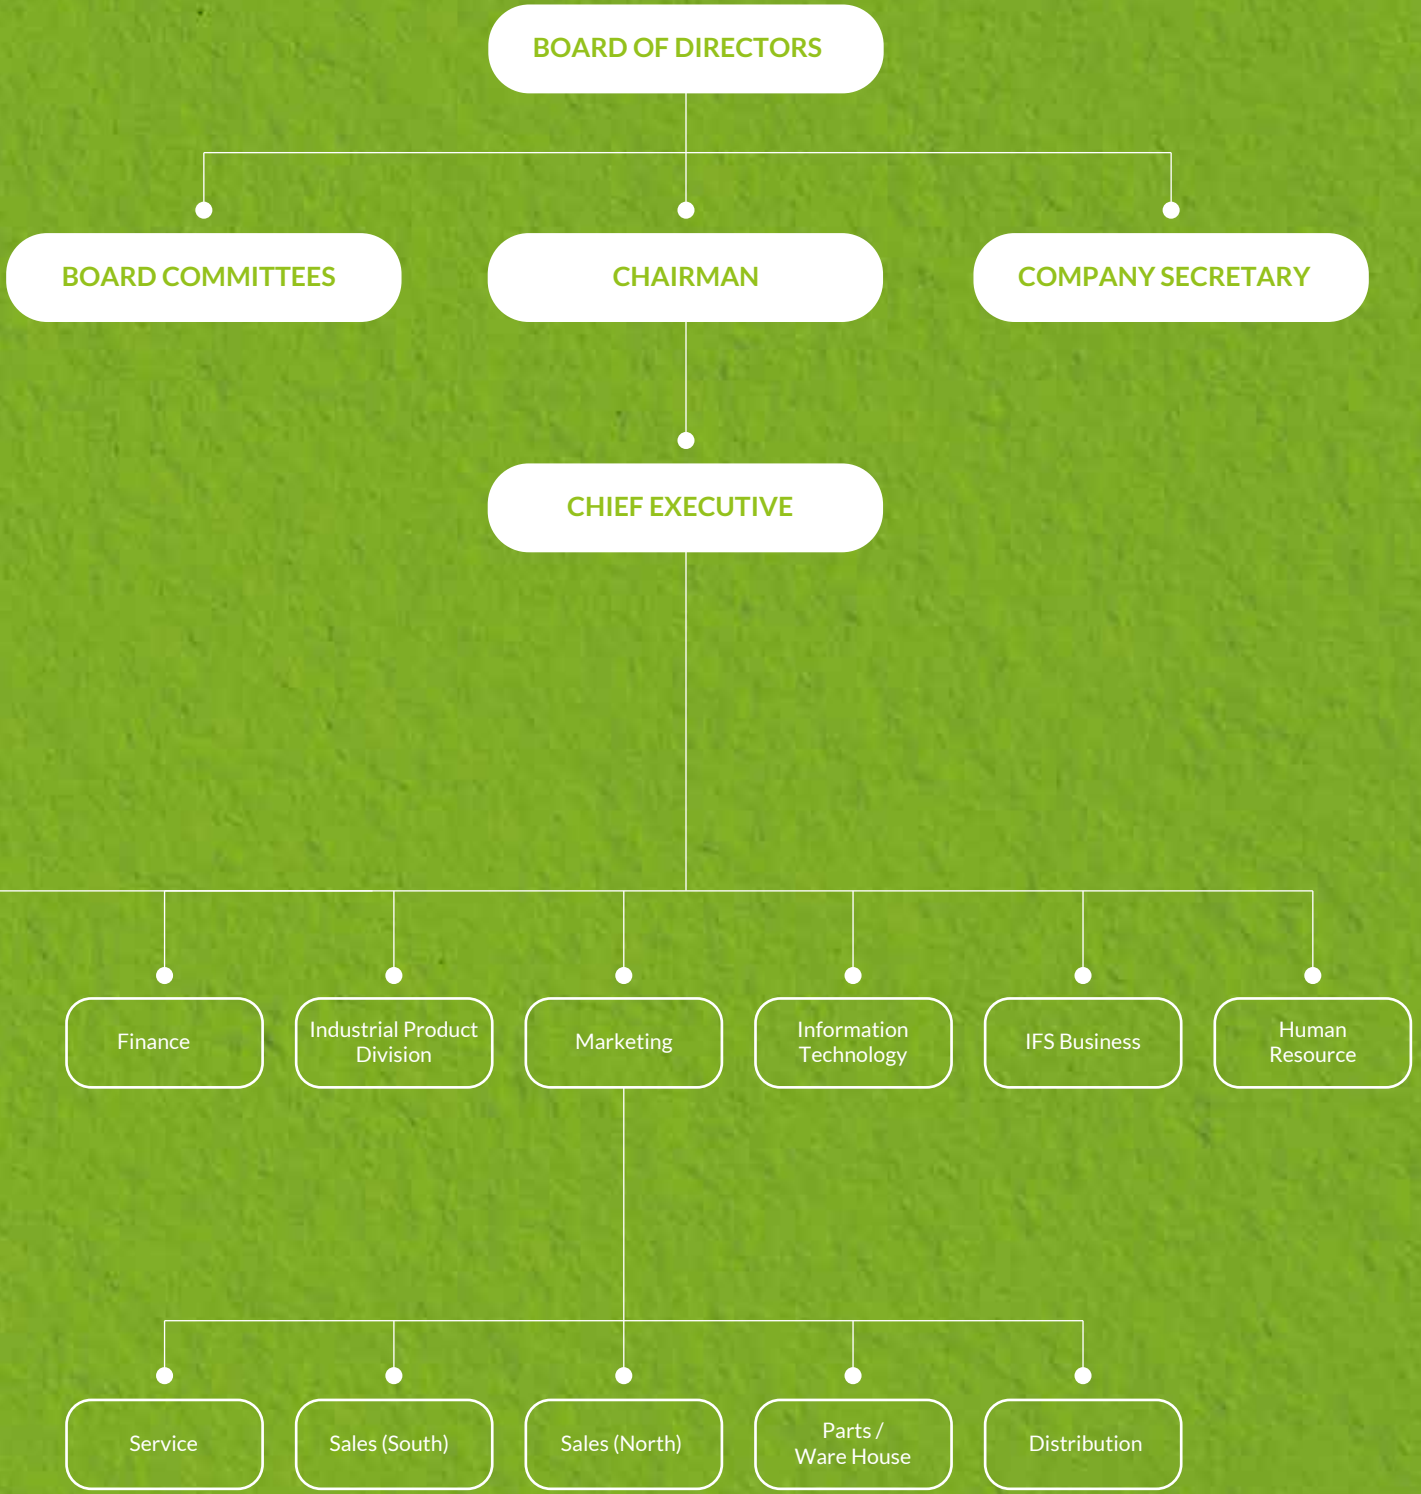 BOARD OF DIRECTORS
BOARD COMMITTEES
CHAIRMAN
COMPANY SECRETARY
CHIEF EXECUTIVE
Finance
Industrial Product
Division
Marketing
Information
Technology
IFS Business
Human
Resource
Service
Sales (South)
Sales (North)
Parts /
Ware House
Distribution